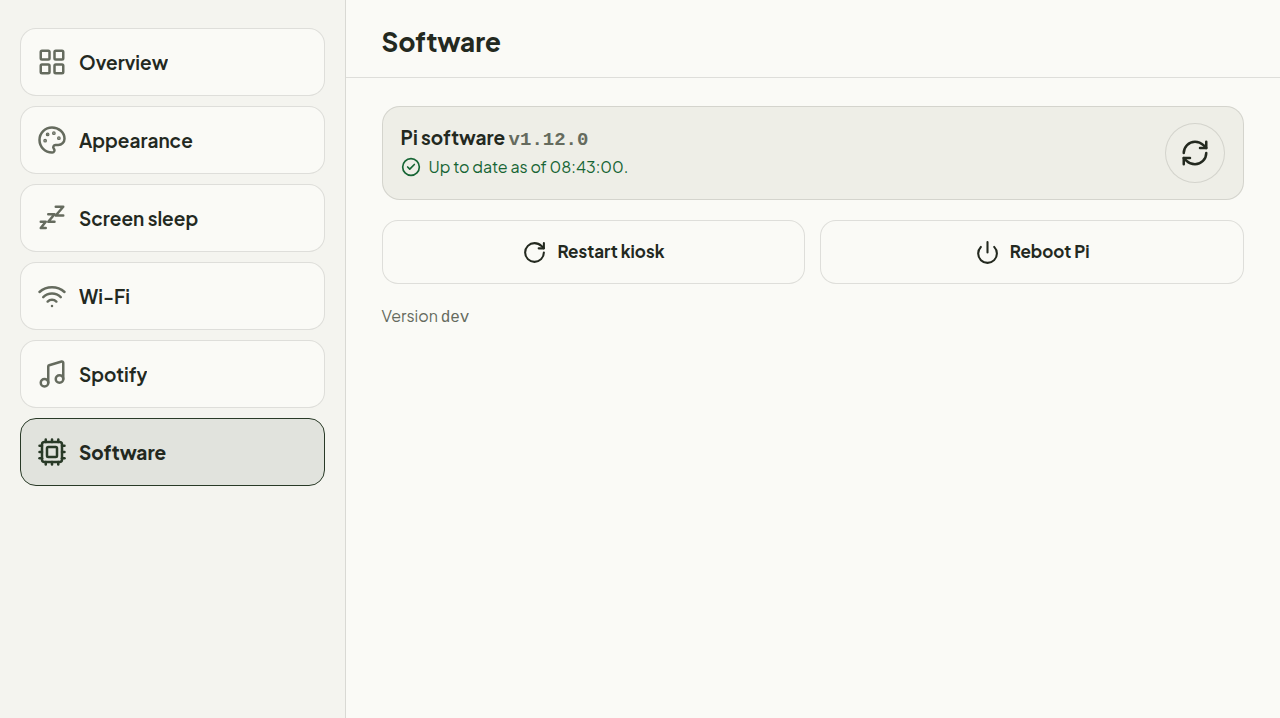 Overview
Appearance
Screen sleep
Wi-Fi
Spotify
Software
Software
Pi software v1.12.0
Up to date as of 08:43:00.
Restart kiosk
Reboot Pi
Version dev